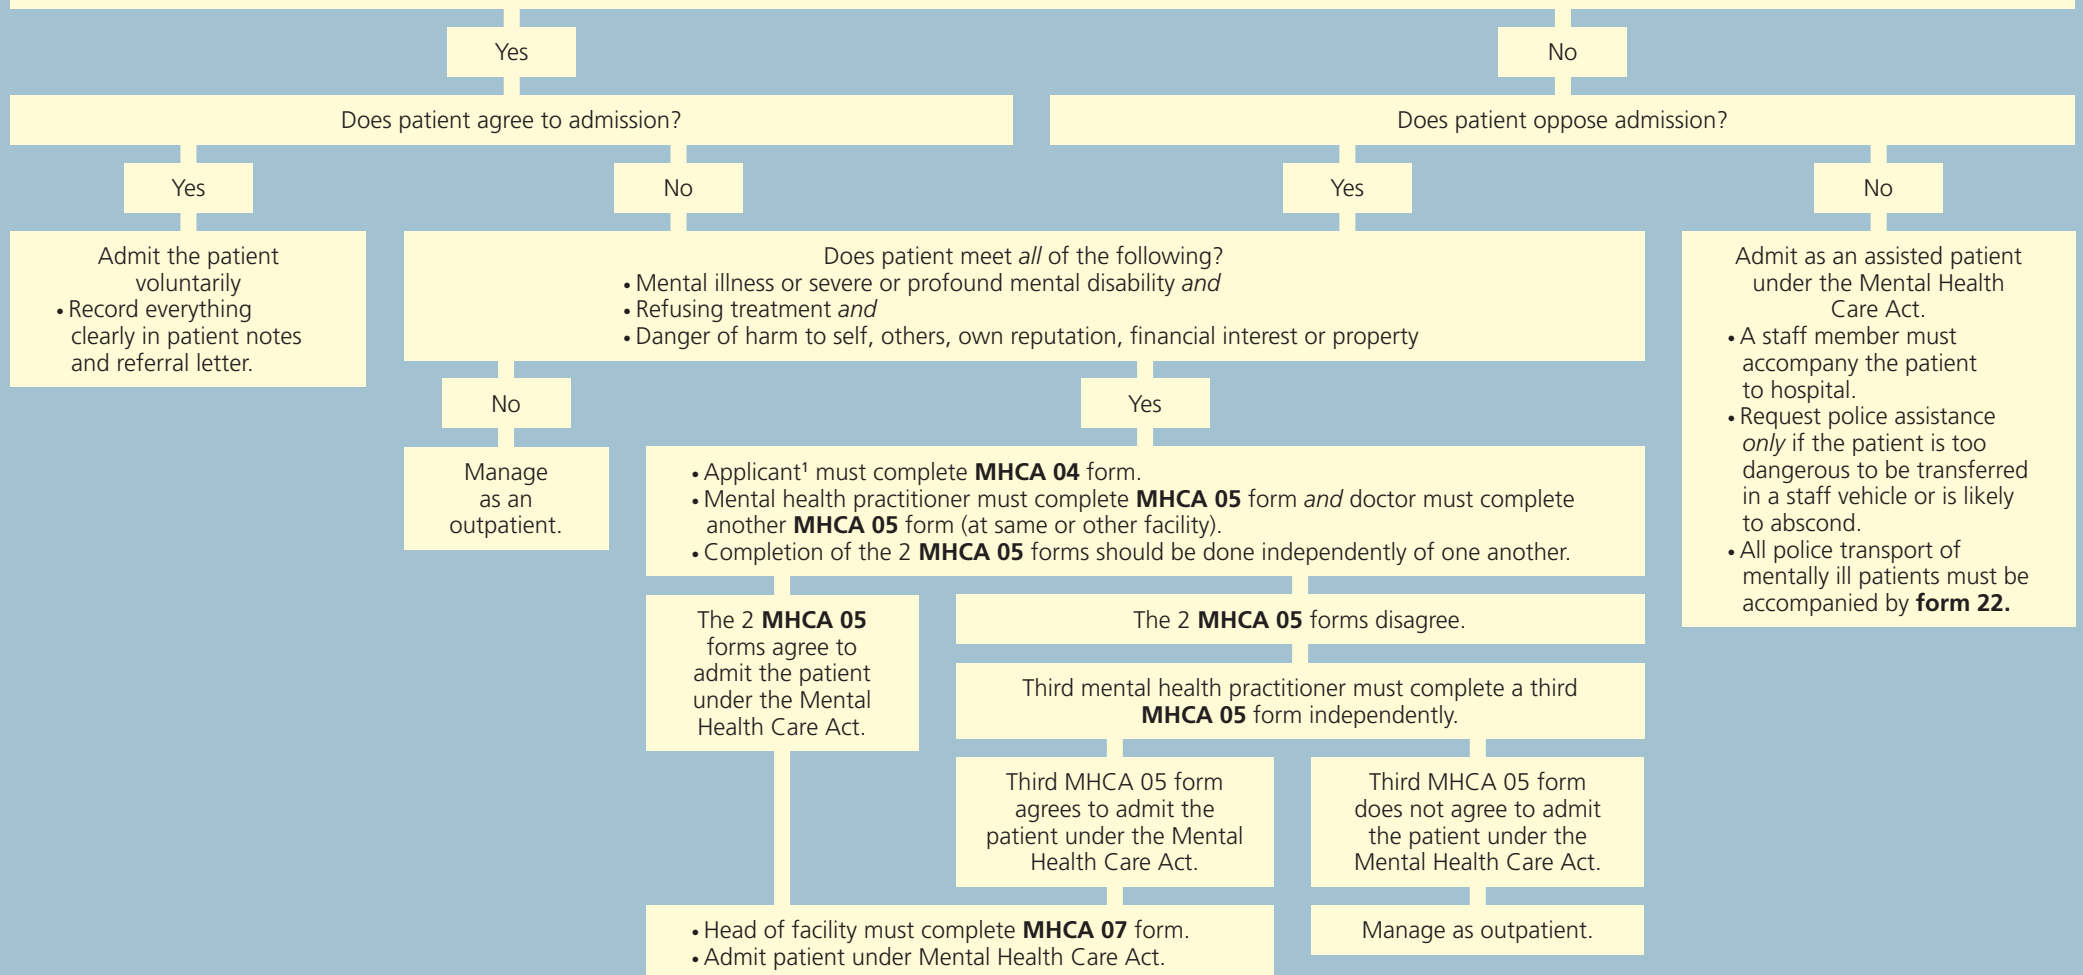 Yes
No
Does patient agree to admission?
Does patient oppose admission?
Yes
No
Yes
No
Admit the patient
voluntarily
• Record everything
clearly in patient notes
and referral letter.
Does patient meet all of the following?
• Mental illness or severe or profound mental disability and
• Refusing treatment and
• Danger of harm to self, others, own reputation, financial interest or property
Admit as an assisted patient
under the Mental Health
Care Act.
• A staff member must
accompany the patient
to hospital.
• Request police assistance
only if the patient is too
dangerous to be transferred
in a staff vehicle or is likely
to abscond.
• All police transport of
mentally ill patients must be
accompanied by form 22.
No
Yes
Manage
as an
outpatient.
• Applicant¹ must complete MHCA 04 form.
• Mental health practitioner must complete MHCA 05 form and doctor must complete
another MHCA 05 form (at same or other facility).
• Completion of the 2 MHCA 05 forms should be done independently of one another.
The 2 MHCA 05
forms agree to
admit the patient
under the Mental
Health Care Act.
The 2 MHCA 05 forms disagree.
Third mental health practitioner must complete a third
MHCA 05 form independently.
Third MHCA 05 form
agrees to admit the
patient under the Mental
Health Care Act.
Third MHCA 05 form
does not agree to admit
the patient under the
Mental Health Care Act.
• Head of facility must complete MHCA 07 form.
• Admit patient under Mental Health Care Act.
Manage as outpatient.